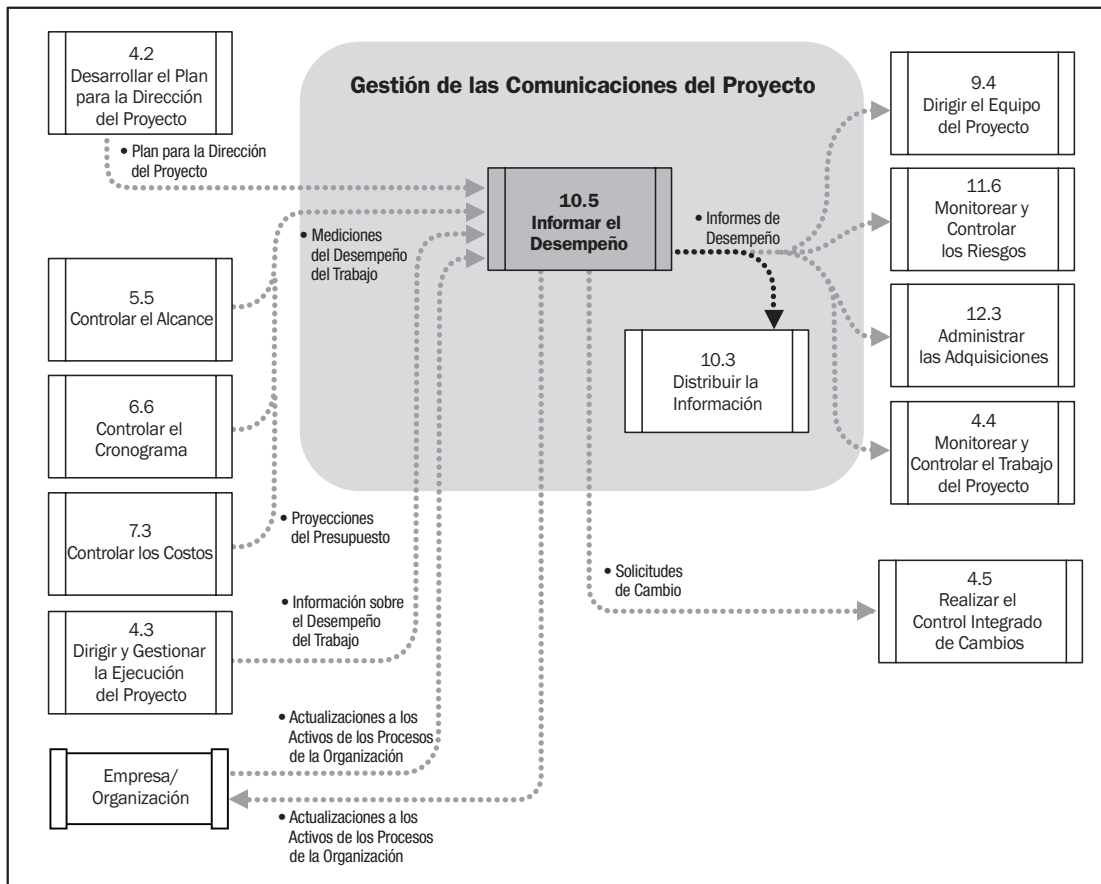 4.2
Desarrollar el Plan
para la Dirección
del Proyecto
Gestión de las Comunicaciones del Proyecto
9.4
Dirigir el Equipo
del Proyecto
• Plan para la Dirección
del Proyecto
10.5
Informar el
Desempeño
• Informes de
Desempeño
11.6
Monitorear y
Controlar
los Riesgos
• Mediciones
del Desempeño
del Trabajo
5.5
Controlar el Alcance
10.3
Distribuir la
Información
12.3
Administrar
las Adquisiciones
6.6
Controlar el
Cronograma
4.4
Monitorear y
Controlar el Trabajo
del Proyecto
7.3
Controlar los Costos
• Proyecciones
del Presupuesto
• Solicitudes
de Cambio
4.5
Realizar el
Control Integrado
de Cambios
4.3
Dirigir y Gestionar
la Ejecución
del Proyecto
• Información sobre
el Desempeño
del Trabajo
• Actualizaciones a los
Activos de los Procesos
de la Organización
Empresa/
Organización
• Actualizaciones a los
Activos de los Procesos
de la Organización